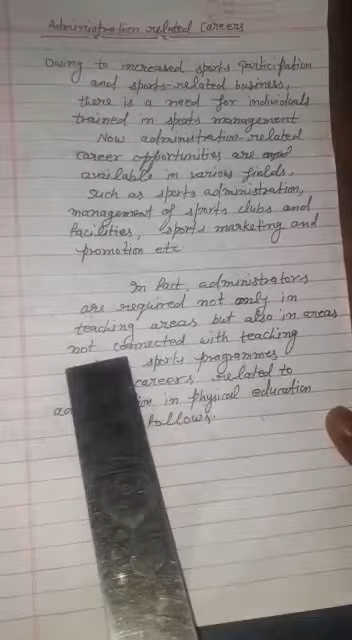 Administration related Careers
Owing to increased sports participation
and sports-related business,
there is a need for individuals
trained in sports management
Now administration-related
career opportunities are
available in various fields,
such as sports administration,
management of sports clubs and
facilities, sports marketing and
promotion etc.
In fact, administrators
are required not only in
teaching areas but also in areas
not connected with teaching
sports programmes
careers related to
in physical education
follows.